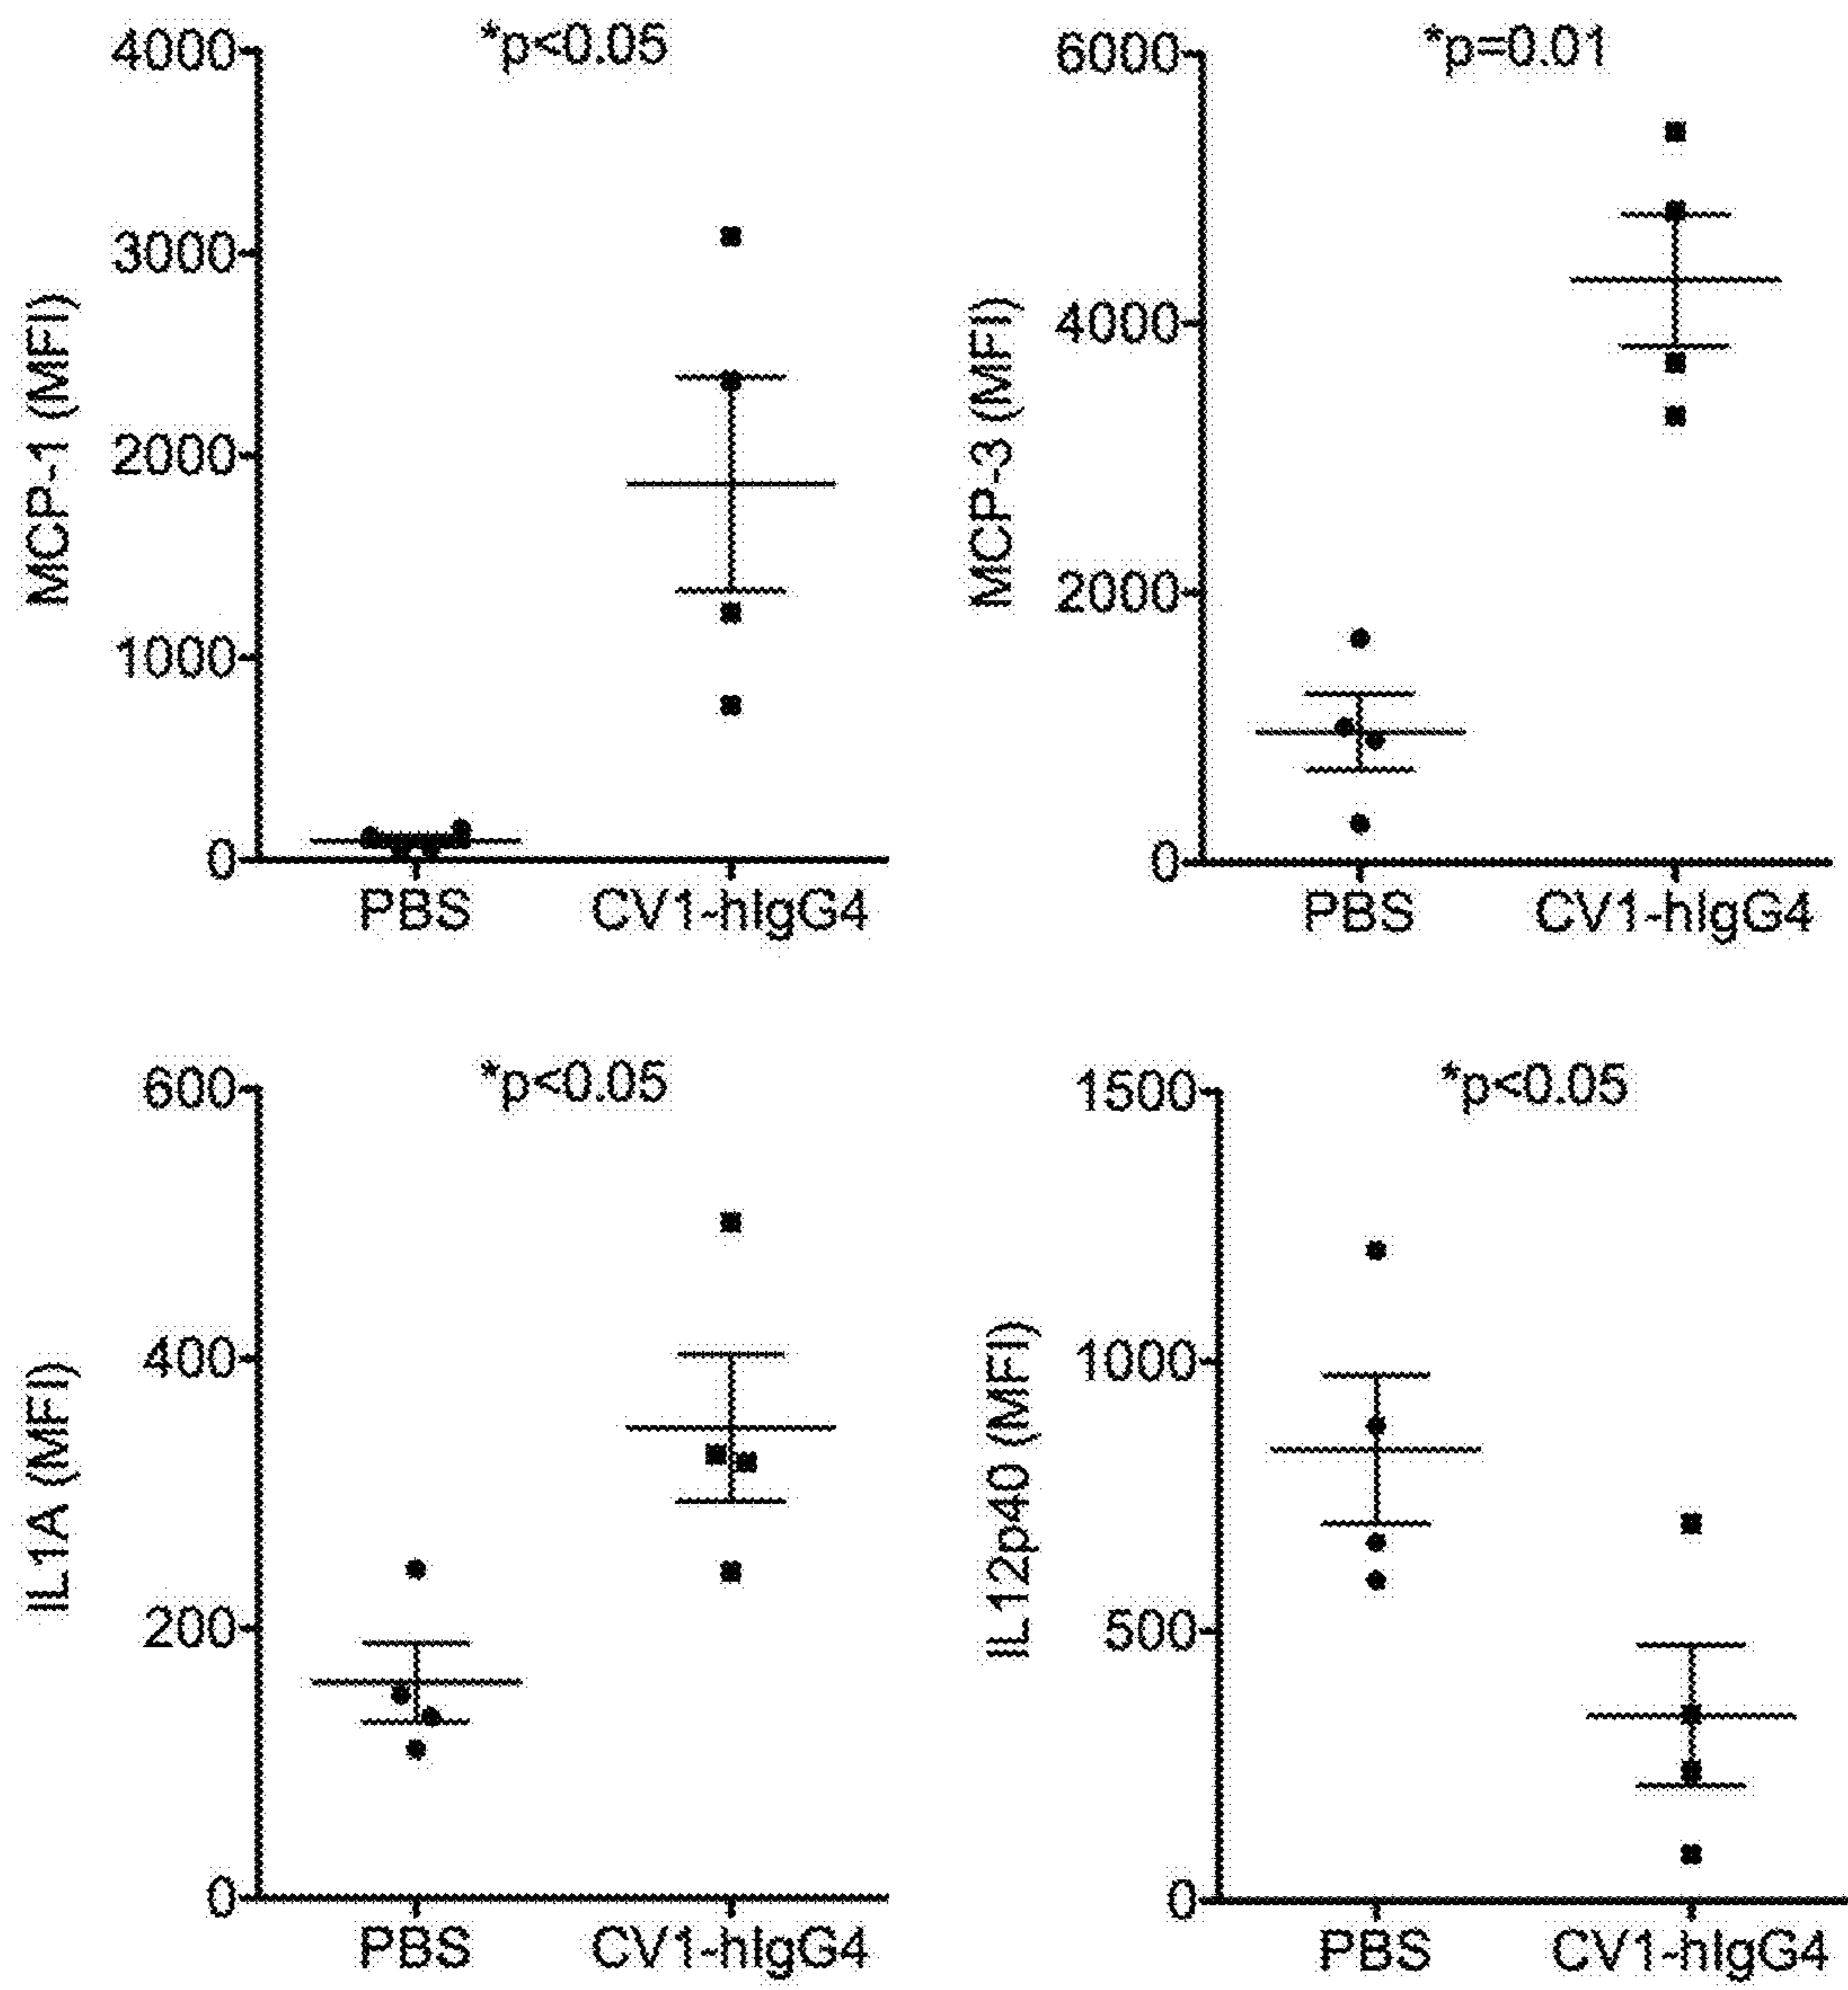 *p<0.05
4000
3000
2000
1000
0
MCP-1 (MFI)
PBS CV1-hIgG4
*p=0.01
6000
4000
2000
0
MCP-3 (MFI)
PBS CV1-hIgG4
*p<0.05
600
400
200
0
IL1A (MFI)
PBS CV1-hIgG4
*p<0.05
1500
1000
500
0
IL12p40 (MFI)
PBS CV1-hIgG4